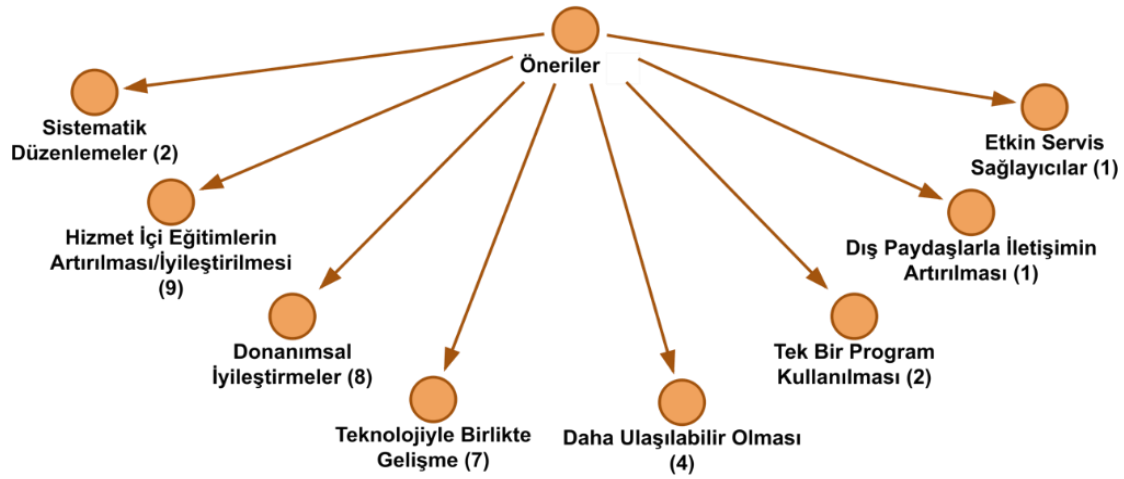 Öneriler
Sistematik
Düzenlemeler (2)
Hizmet İçi Eğitimlerin
Artırılması/İyileştirilmesi
(9)
Donanımsal
İyileştirmeler (8)
Teknolojiyle Birlikte
Gelişme (7)
Daha Ulaşılabilir Olması
(4)
Tek Bir Program
Kullanılması (2)
Dış Paydaşlarla İletişimin
Artırılması (1)
Etkin Servis
Sağlayıcılar (1)